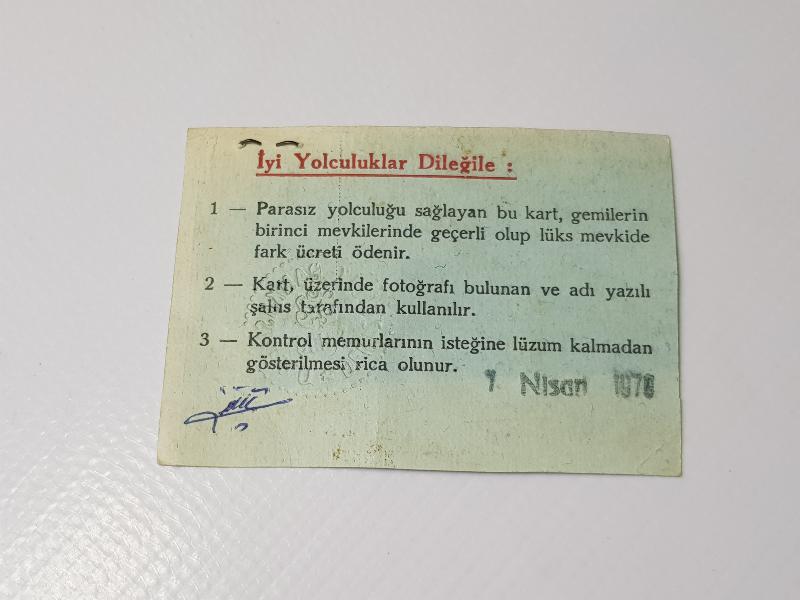 İyi Yolculuklar Dileğile :
1 — Parasız yolculuğu sağlayan bu kart, gemilerin
birinci mevkilerinde geçerli olup lüks mevkide
fark ücreti ödenir.
2 — Kart, üzerinde fotoğrafı bulunan ve adı yazılı
şahıs tarafından kullanılır.
3 — Kontrol memurlarının isteğine lüzum kalmadan
gösterilmesi rica olunur.
Nisan